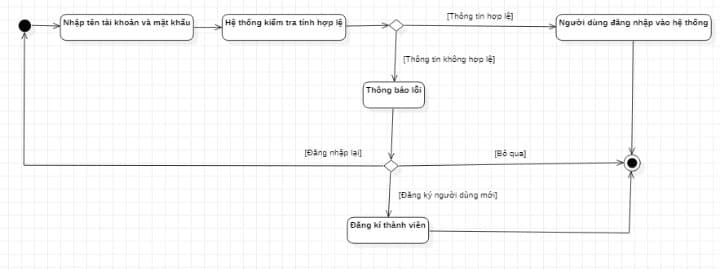 Nhập tên tài khoản và mật khẩu
Hệ thống kiểm tra tính hợp lệ
[Thông tin hợp lệ]
Người dùng đăng nhập vào hệ thống
[Thông tin không hợp lệ]
Thông báo lỗi
[Đăng nhập lại]
[Bỏ qua]
[Đăng ký người dùng mới]
Đăng kí thành viên